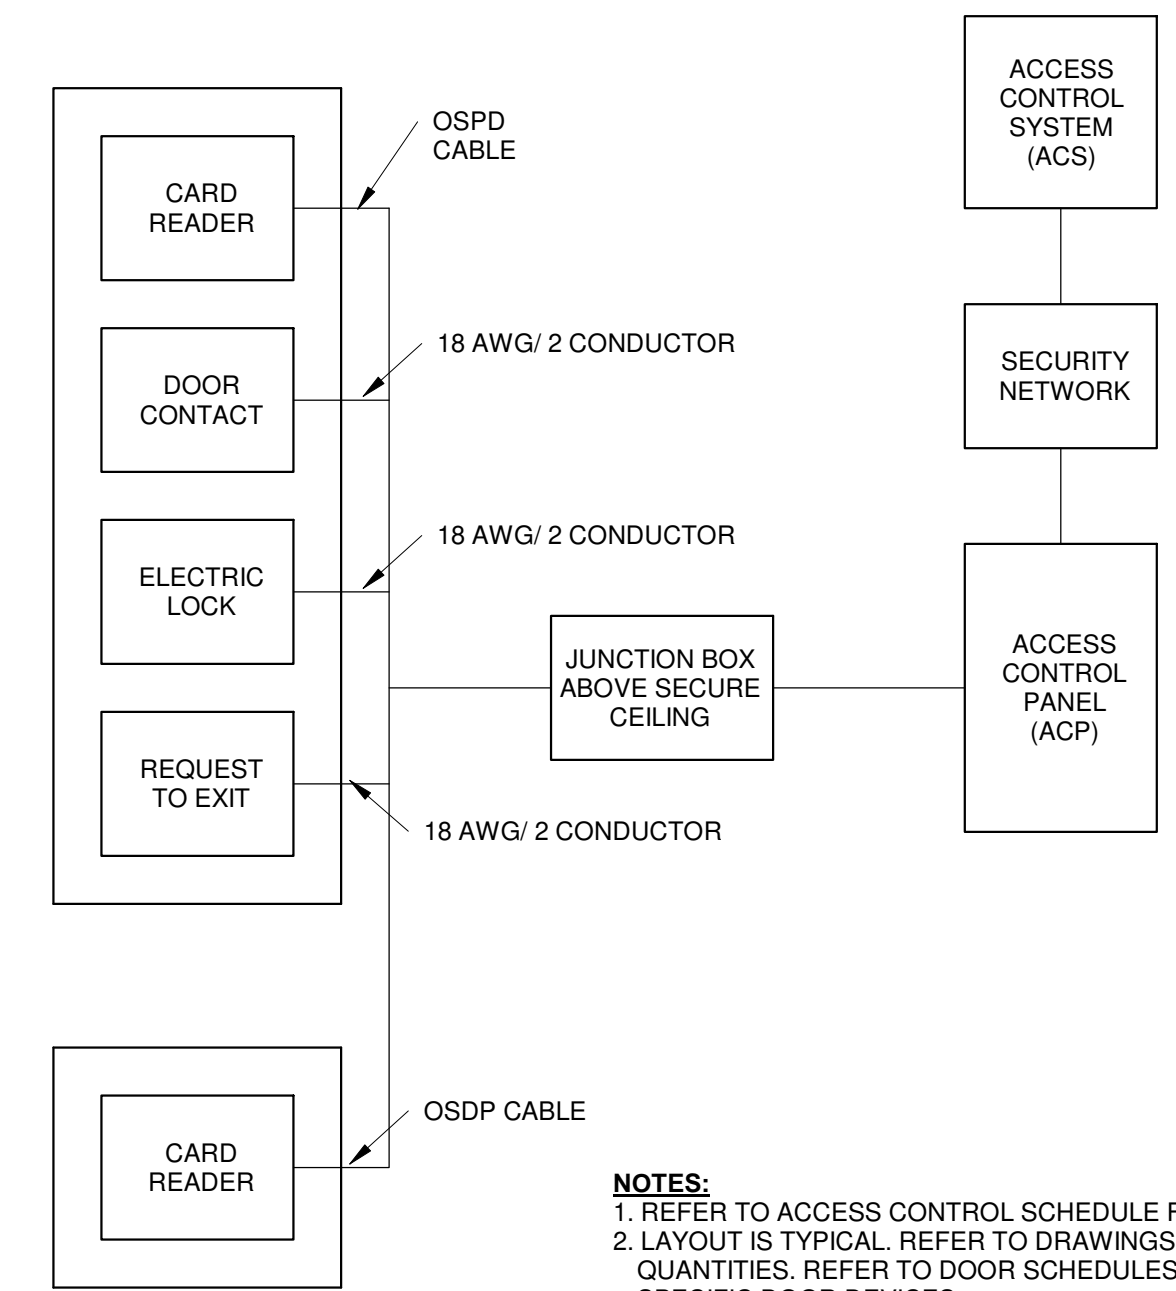 ACCESS
CONTROL
SYSTEM
(ACS)
OSPD
CABLE
CARD
READER
18 AWG/ 2 CONDUCTOR
SECURITY
NETWORK
DOOR
CONTACT
18 AWG/ 2 CONDUCTOR
ELECTRIC
LOCK
JUNCTION BOX
ABOVE SECURE
CEILING
ACCESS
CONTROL
PANEL
(ACP)
REQUEST
TO EXIT
18 AWG/ 2 CONDUCTOR
OSDP CABLE
CARD
READER
NOTES:
1. REFER TO ACCESS CONTROL SCHEDULE
2. LAYOUT IS TYPICAL. REFER TO DRAWINGS
QUANTITIES. REFER TO DOOR SCHEDULES
SPECIFIC DOOR DEVICES